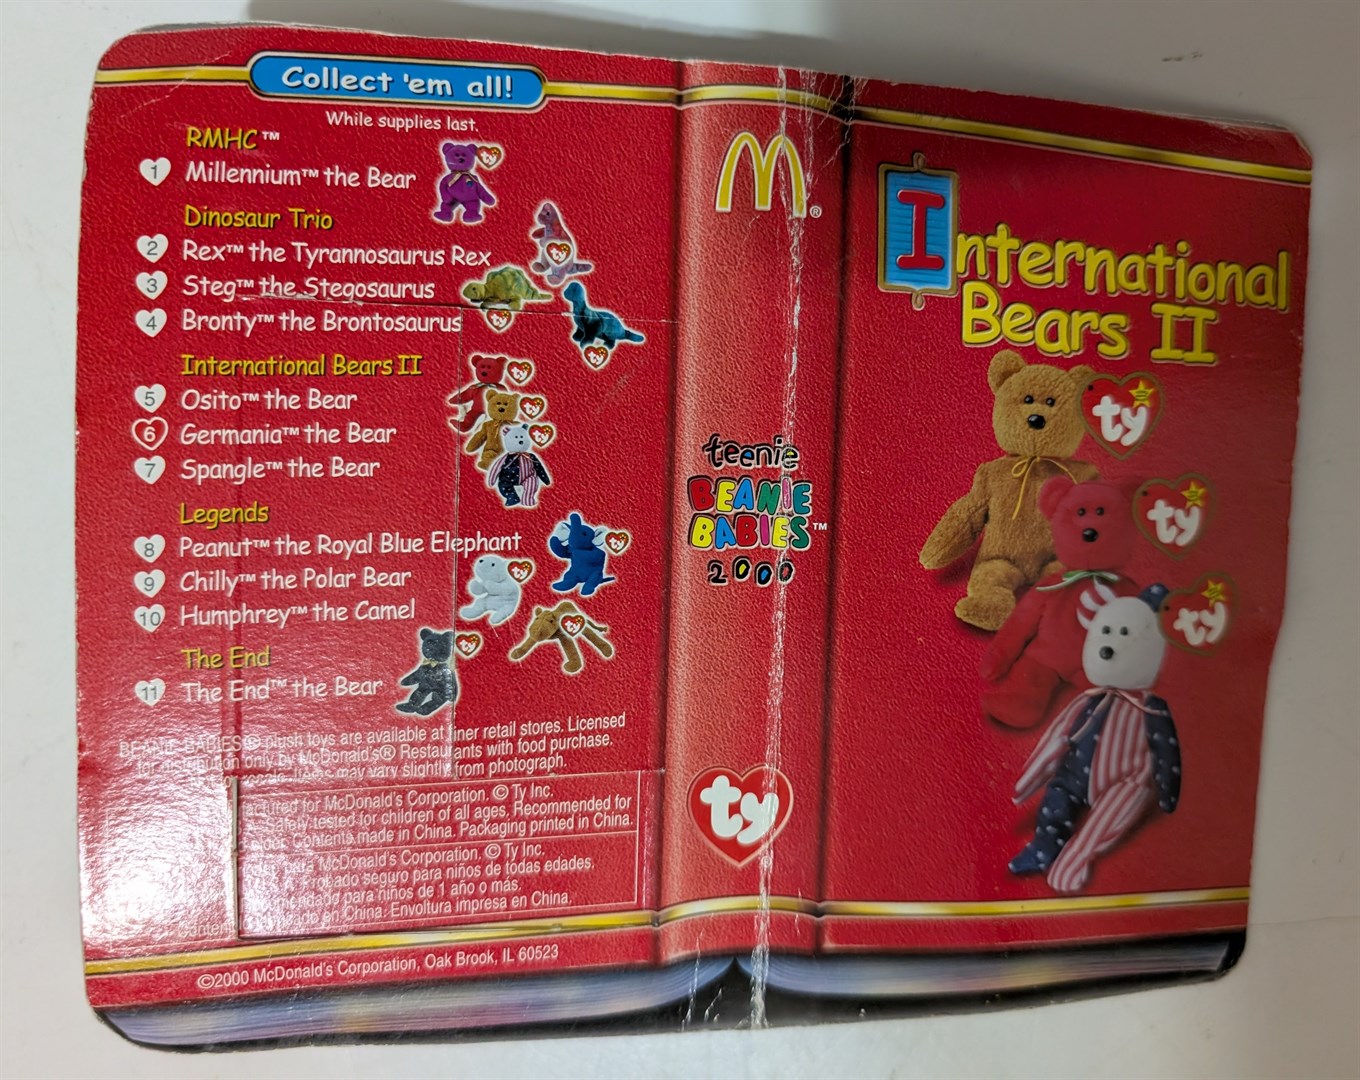 Collect 'em all!
While supplies last.
RMHC™
1 Millennium™ the Bear
Dinosaur Trio
2 Rex™ the Tyrannosaurus Rex
3 Steg™ the Stegosaurus
4 Bronty™ the Brontosaurus
International Bears II
5 Osito™ the Bear
6 Germania™ the Bear
7 Spangle™ the Bear
Legends
8 Peanut™ the Royal Blue Elephant
9 Chilly™ the Polar Bear
10 Humphrey™ the Camel
The End
11 The End™ the Bear
BEANIE BABIES® plush toys are available at finer retail stores. Licensed
for distribution only by McDonald's® Restaurants with food purchase.
Items may vary slightly from photograph.
for McDonald's Corporation. © Ty Inc.
Safety tested for children of all ages. Recommended for
Contents made in China. Packaging printed in China.
para McDonald's Corporation. © Ty Inc.
Probado seguro para niños de todas edades.
para niños de 1 año o más.
en China. Envoltura impresa en China.
©2000 McDonald's Corporation, Oak Brook, IL 60523
M®
teenie
BEANIE
BABIES™
2000
ty
International
Bears II
ty
ty
ty